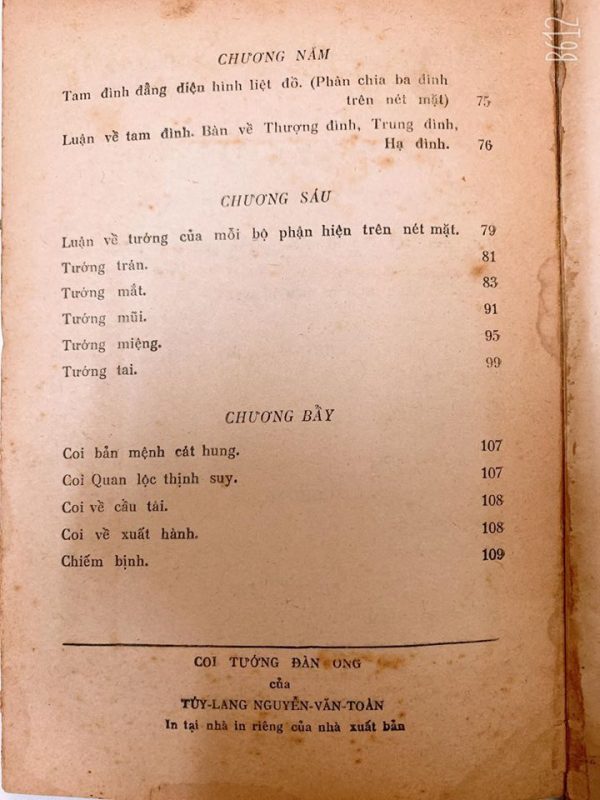 CHƯƠNG NĂM
Tam đình đẳng diện hình liệt đồ. (Phân chia ba đình
trên nét mặt) 75
Luận về tam đình. Bàn về Thượng đình, Trung đình,
Hạ đình. 76
CHƯƠNG SÁU
Luận về tướng của mỗi bộ phận hiện trên nét mặt. 79
Tướng trán. 81
Tướng mắt. 83
Tướng mũi. 91
Tướng miệng. 95
Tướng tai. 99
CHƯƠNG BẨY
Coi bản mệnh cát hung. 107
Coi Quan lộc thịnh suy. 107
Coi về cầu tài. 108
Coi về xuất hành. 108
Chiếm bịnh. 109
COI TƯỚNG ĐÀN ONG
của
TÚY-LANG NGUYỄN-VĂN-TOÀN
In tại nhà in riêng của nhà xuất bản
B612